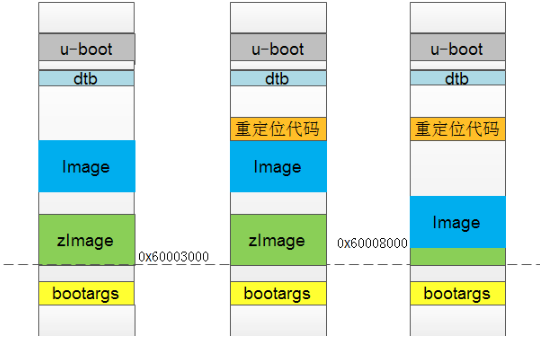 u-boot
dtb
Image
zImage
0x60003000
bootargs
u-boot
dtb
重定位代码
Image
zImage
0x60008000
bootargs
u-boot
dtb
重定位代码
Image
bootargs